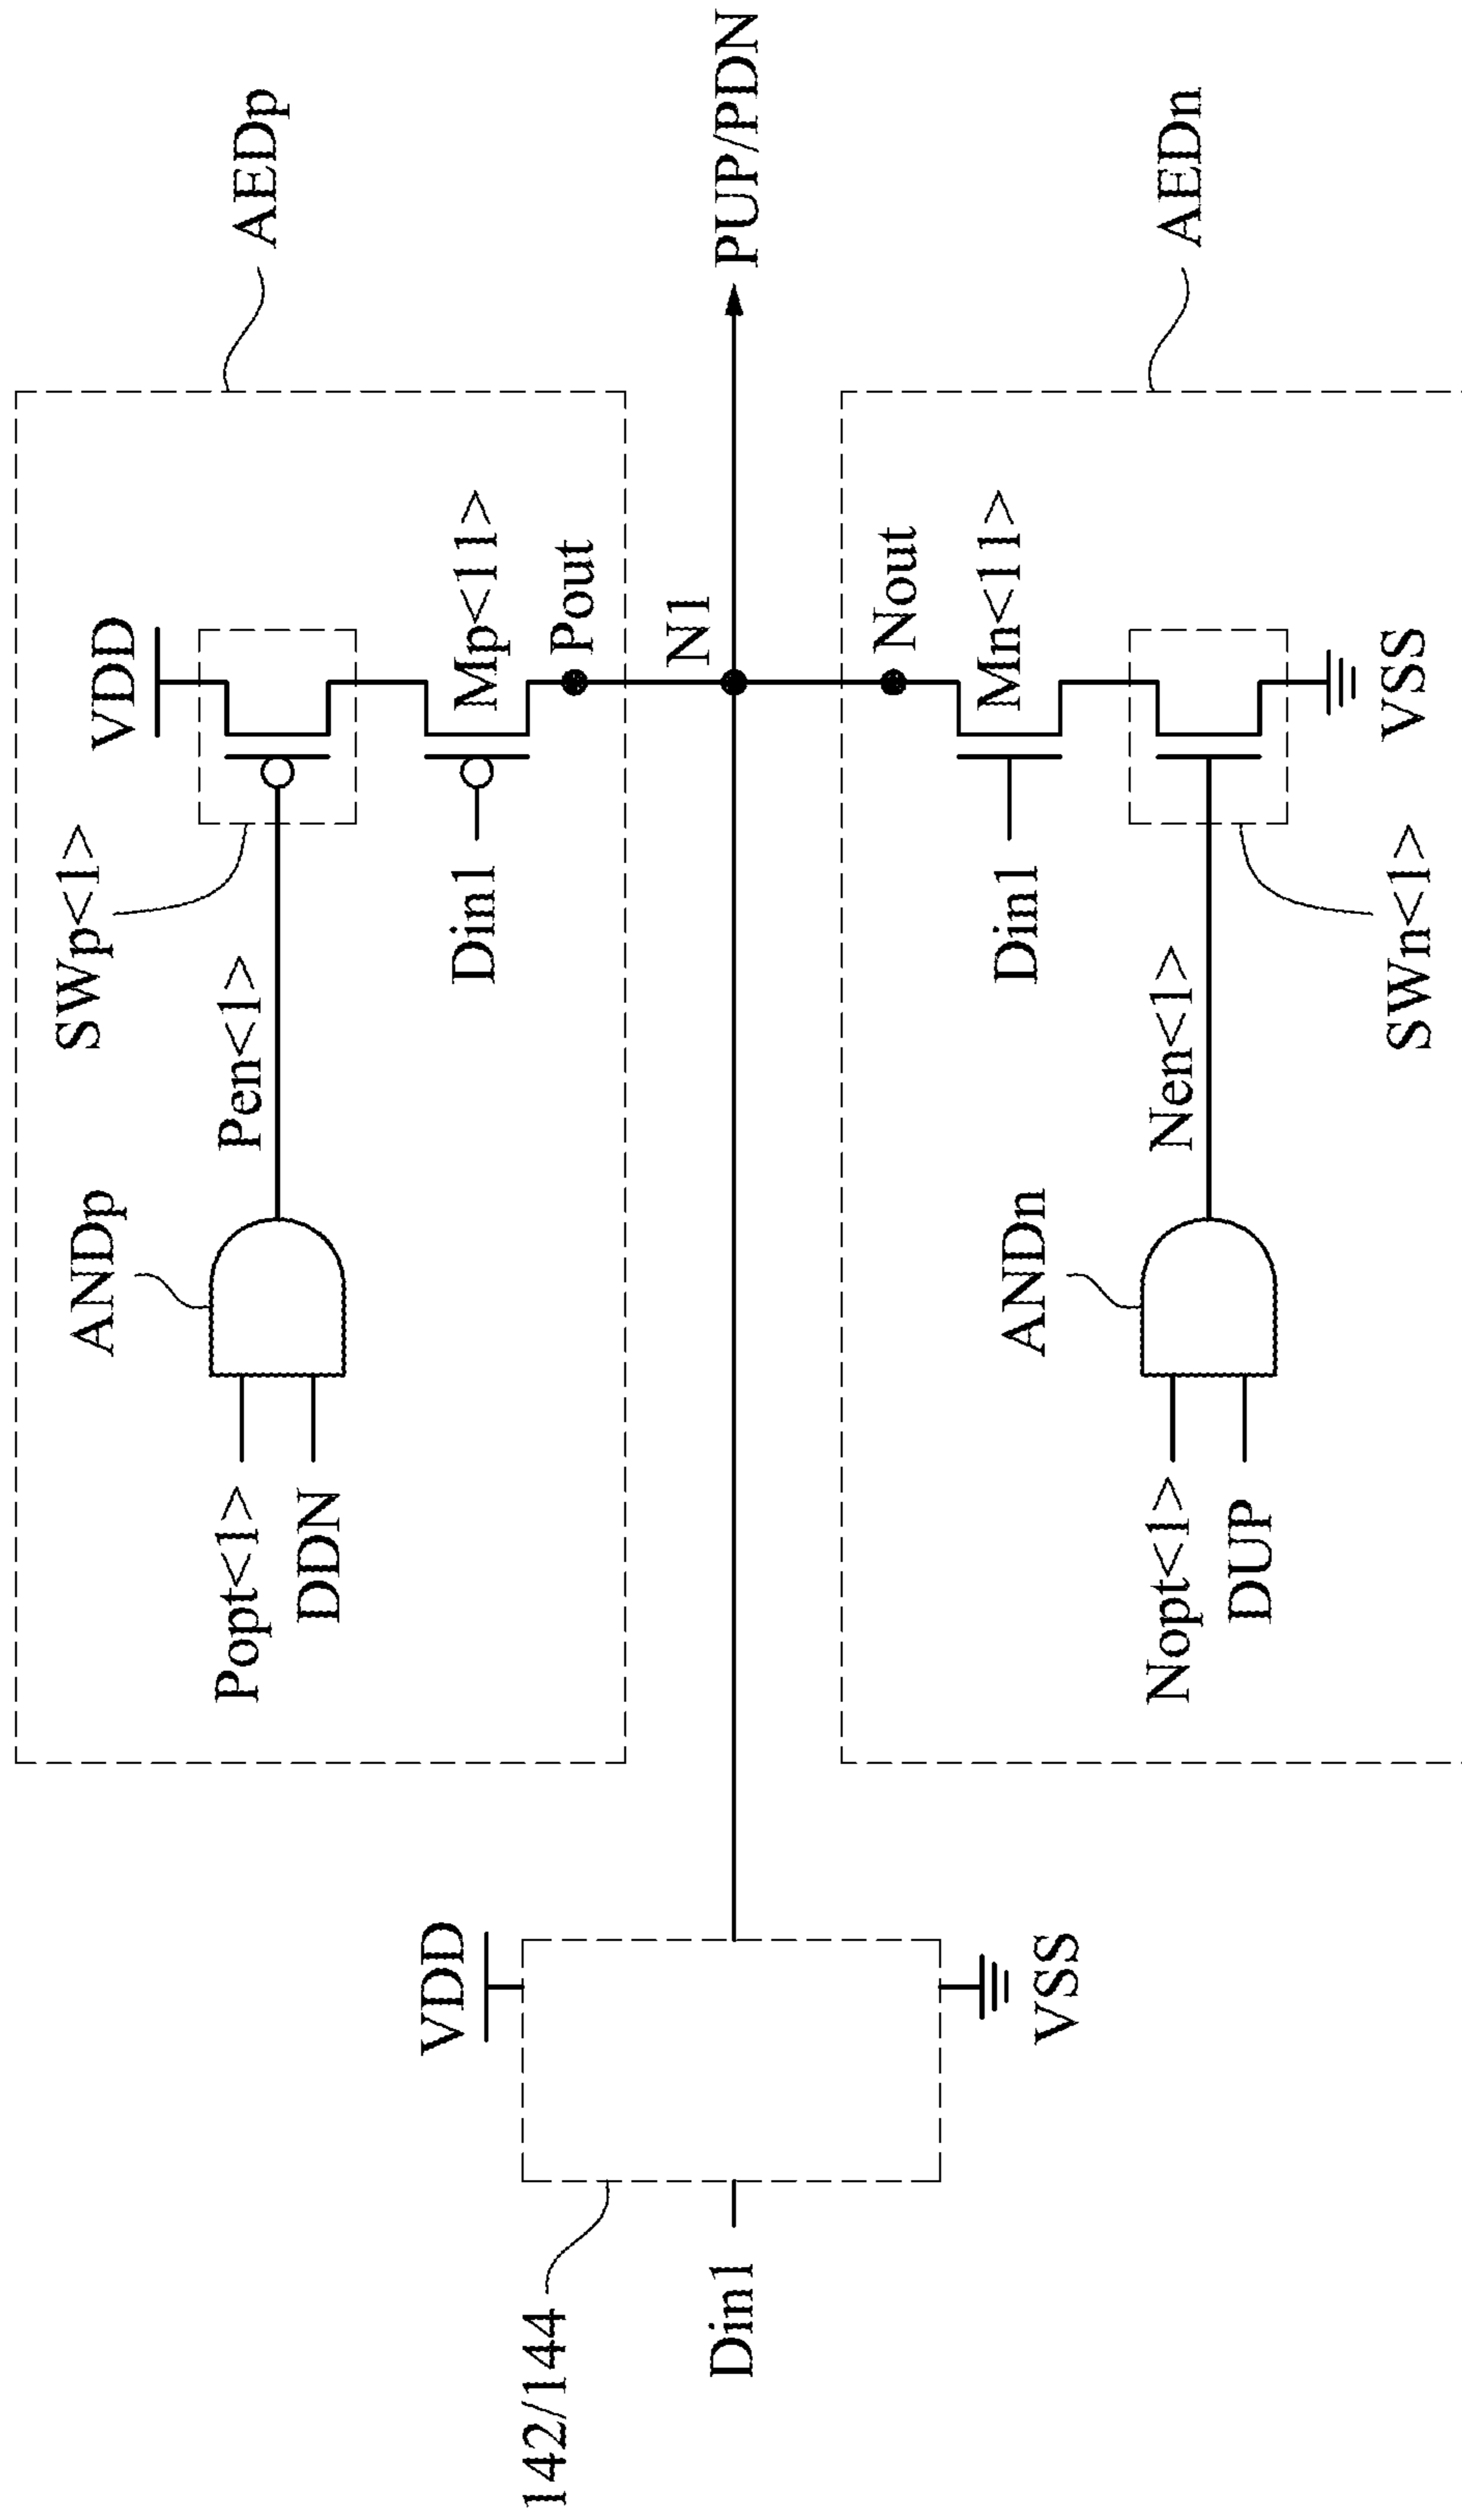 AEDp
VDD
SWp<1>
ANDp
Pen<1>
Popt<1>
DDN
Mp<11>
Din1
Pout
142/144
VDD
N1
PUP/PDN
Din1
VSS
Nout
Mn<11>
Din1
ANDn
Nen<1>
Nopt<1>
DUP
AEDn
VSS
SWn<1>